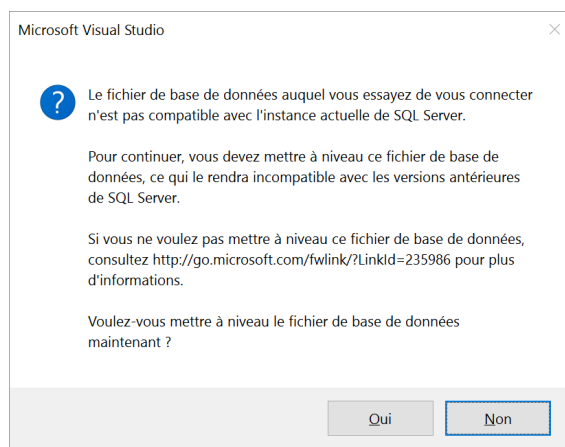 Microsoft Visual Studio
Le fichier de base de données auquel vous essayez de vous connecter
n'est pas compatible avec l'instance actuelle de SQL Server.
Pour continuer, vous devez mettre à niveau ce fichier de base de
données, ce qui le rendra incompatible avec les versions antérieures
de SQL Server.
Si vous ne voulez pas mettre à niveau ce fichier de base de données,
consultez http://go.microsoft.com/fwlink/?LinkId=235986 pour plus
d'informations.
Voulez-vous mettre à niveau le fichier de base de données
maintenant ?
Oui
Non